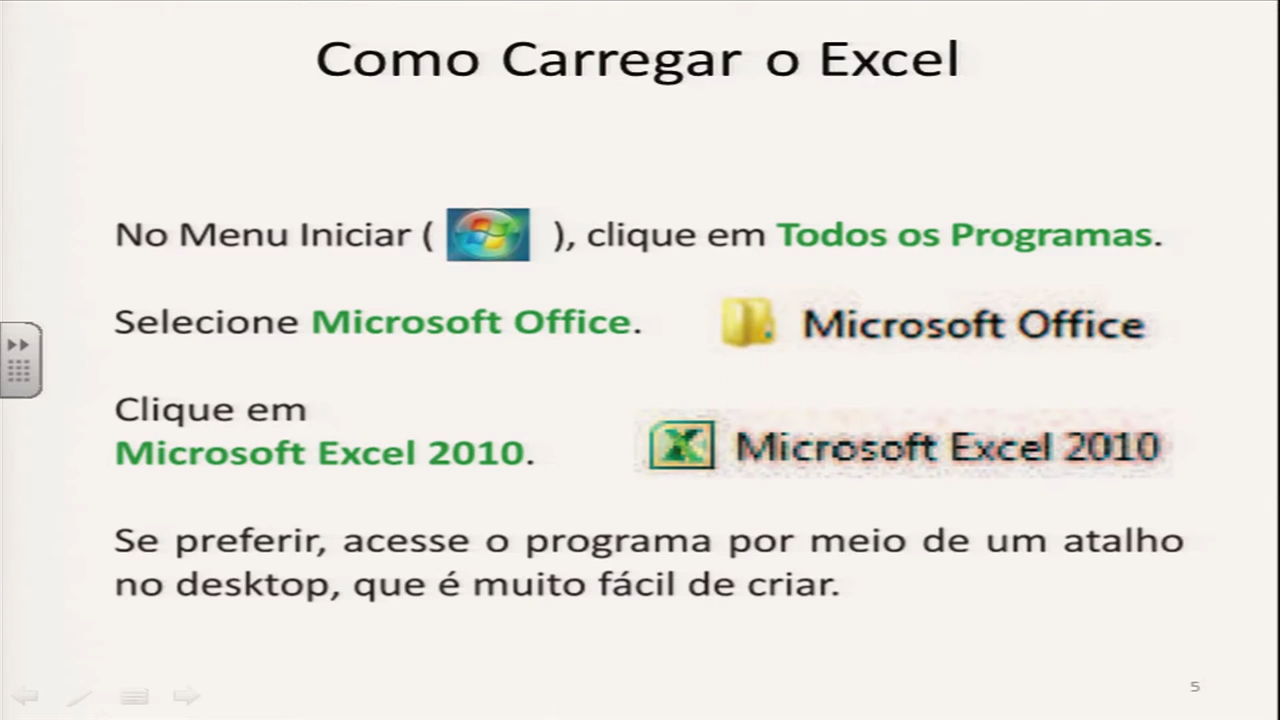 Como Carregar o Excel
No Menu Iniciar ( ), clique em Todos os Programas.
Selecione Microsoft Office.
Microsoft Office
Clique em
Microsoft Excel 2010.
Microsoft Excel 2010
Se preferir, acesse o programa por meio de um atalho
no desktop, que é muito fácil de criar.
5